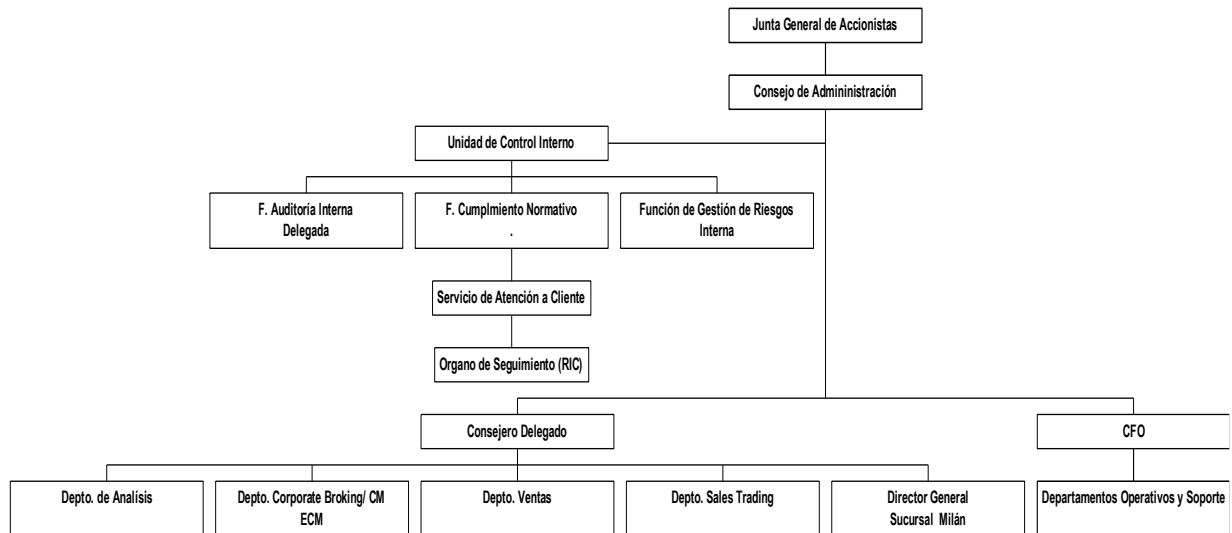 Junta General de Accionistas
Consejo de Admininistración
Unidad de Control Interno
F. Auditoría Interna
Delegada
F. Cumplmiento Normativo
.
Función de Gestión de Riesgos
Interna
Servicio de Atención a Cliente
Organo de Seguimiento (RIC)
Consejero Delegado
CFO
Depto. de Analísis
Depto. Corporate Broking/ CM
ECM
Depto. Ventas
Depto. Sales Trading
Director General
Sucursal Milán
Departamentos Operativos y Soporte